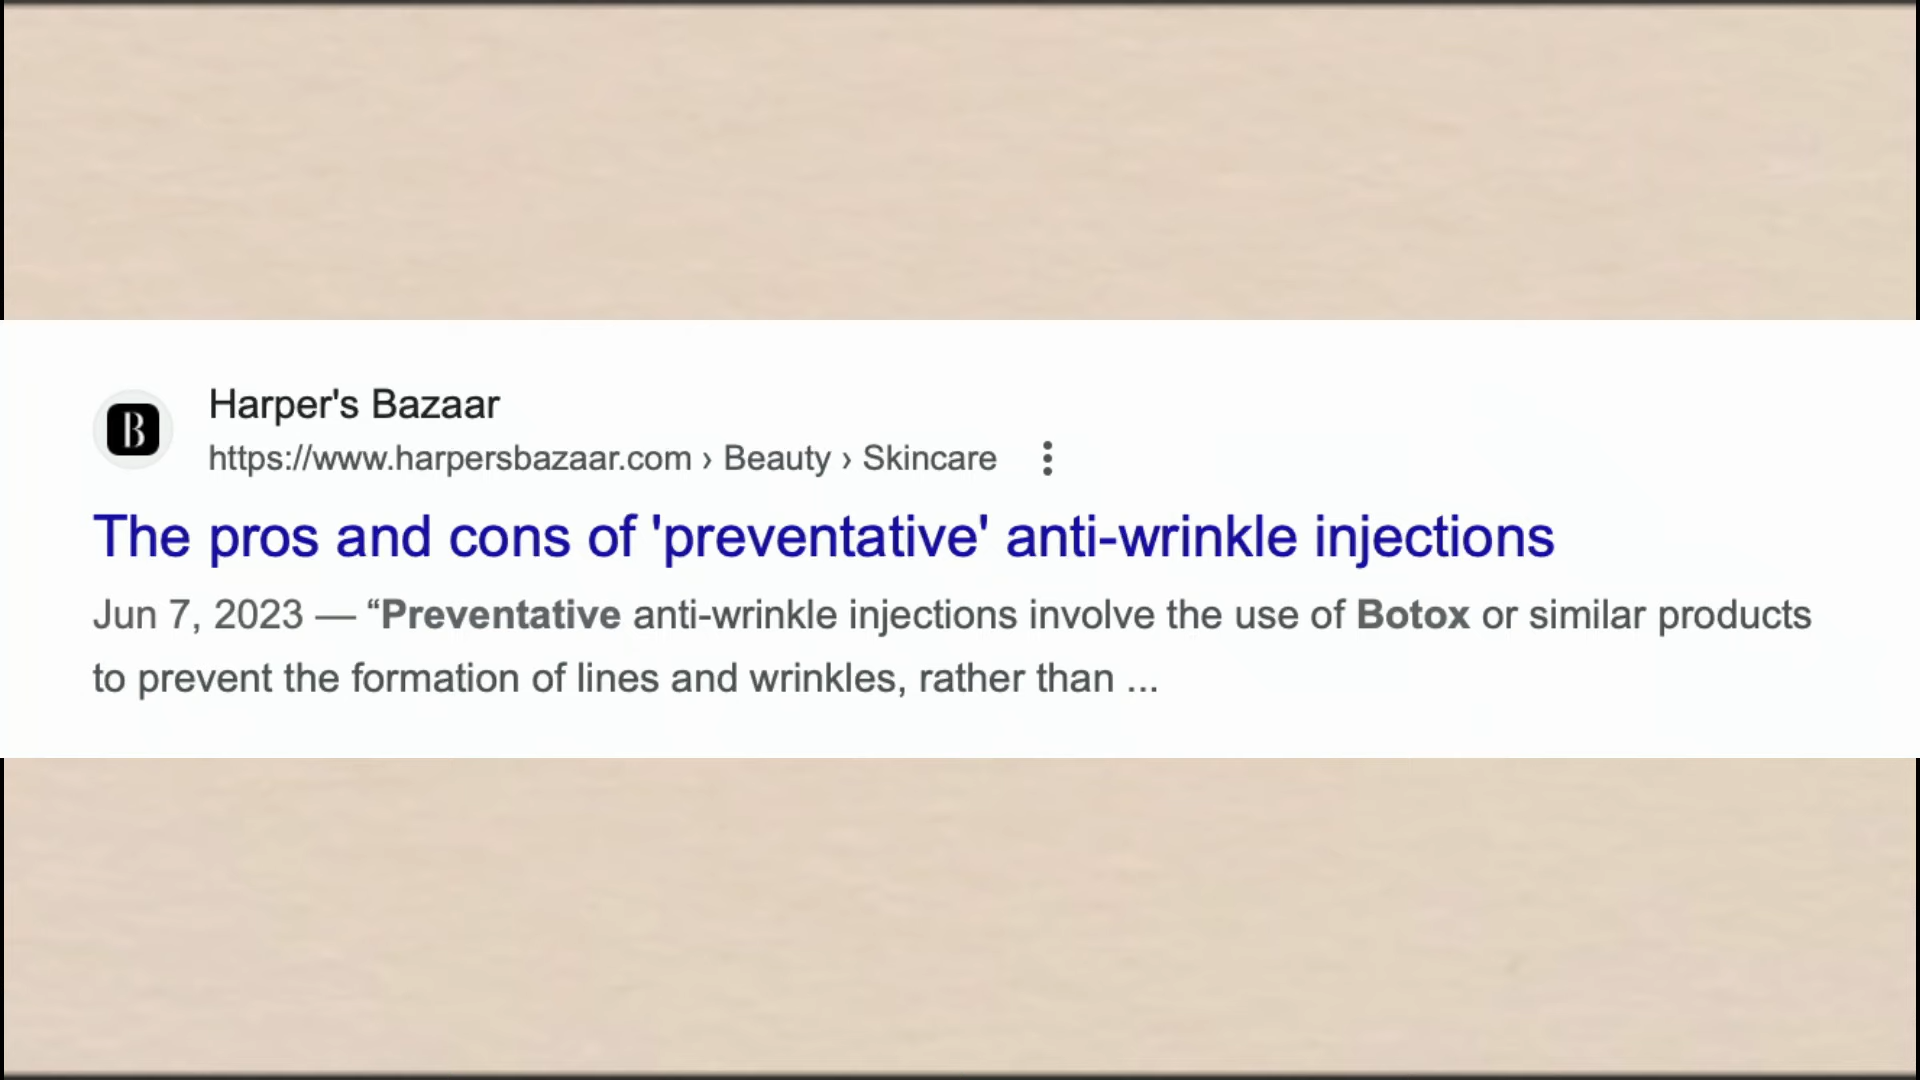 B
Harper's Bazaar
https://www.harpersbazaar.com › Beauty › Skincare
The pros and cons of 'preventative' anti-wrinkle injections
Jun 7, 2023 — “Preventative anti-wrinkle injections involve the use of Botox or similar products
to prevent the formation of lines and wrinkles, rather than ...